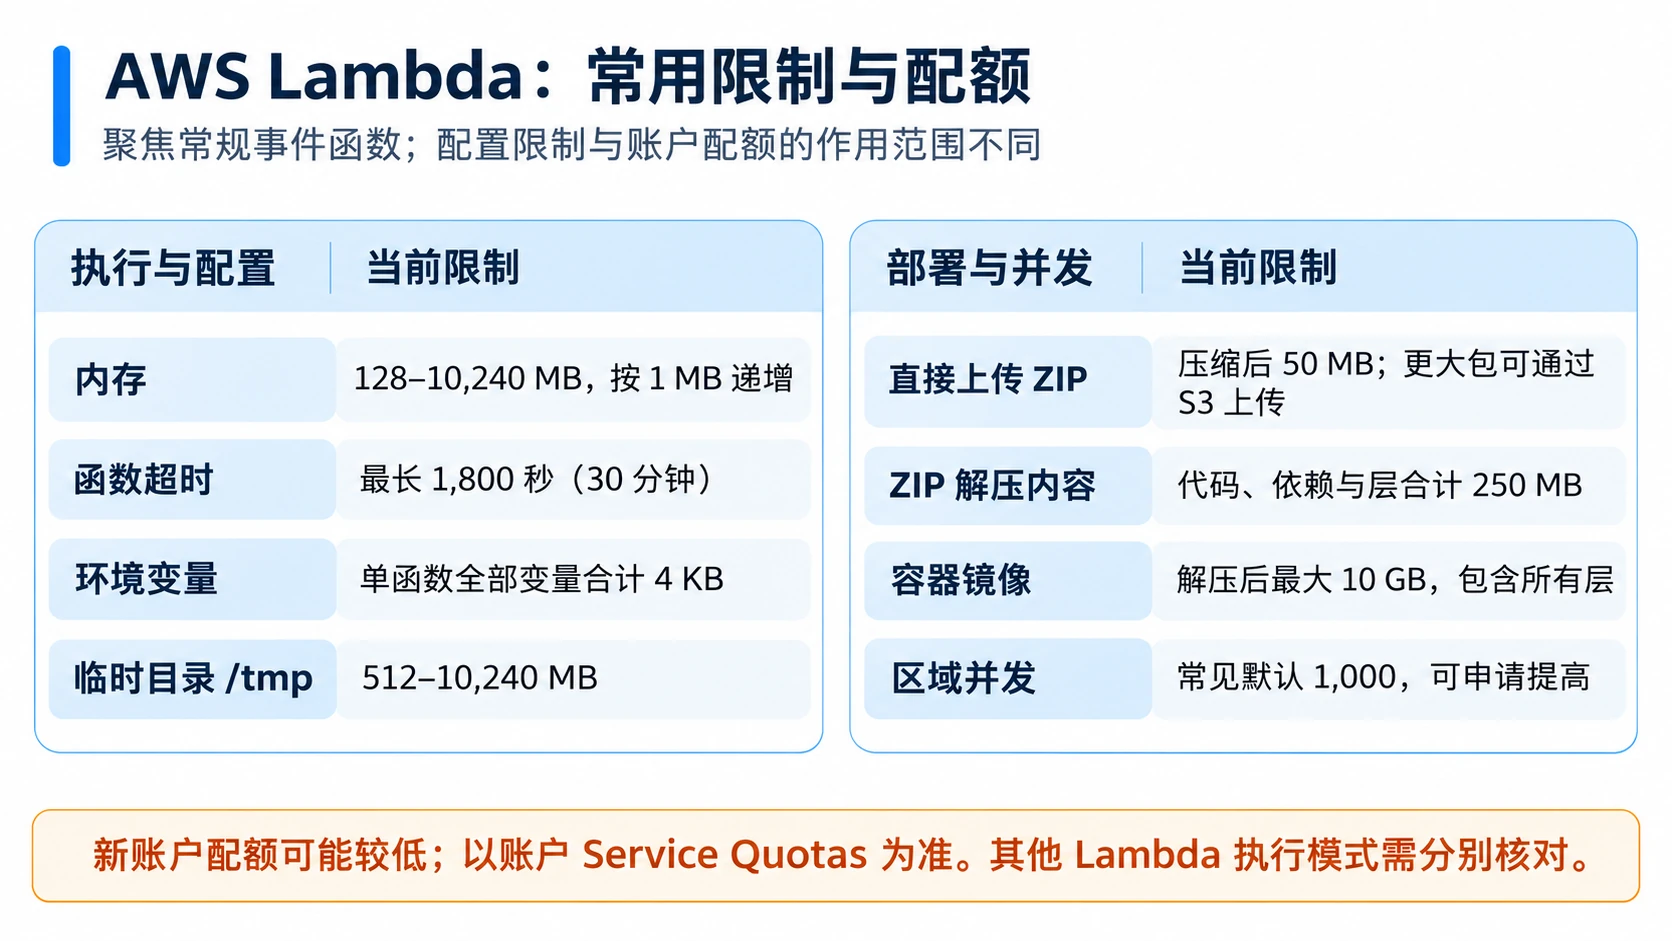 AWS Lambda：常用限制与配额
聚焦常规事件函数；配置限制与账户配额的作用范围不同
执行与配置
当前限制
内存
128–10,240 MB，按 1 MB 递增
函数超时
最长 1,800 秒（30 分钟）
环境变量
单函数全部变量合计 4 KB
临时目录 /tmp
512–10,240 MB
部署与并发
当前限制
直接上传 ZIP
压缩后 50 MB；更大包可通过
S3 上传
ZIP 解压内容
代码、依赖与层合计 250 MB
容器镜像
解压后最大 10 GB，包含所有层
区域并发
常见默认 1,000，可申请提高
新账户配额可能较低；以账户 Service Quotas 为准。其他 Lambda 执行模式需分别核对。